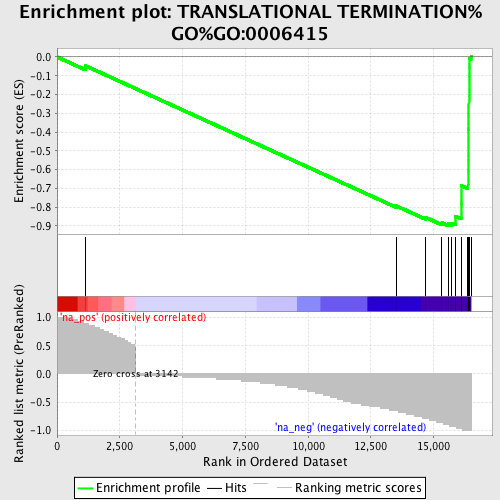 Enrichment plot: TRANSLATIONAL TERMINATION%
GO%GO:0006415
Enrichment score (ES)
0.0
-0.1
-0.2
-0.3
-0.4
-0.5
-0.6
-0.7
-0.8
-0.9
Ranked list metric (PreRanked)
1.0
0.5
0.0
-0.5
-1.0
'na_pos' (positively correlated)
Zero cross at 3142
'na_neg' (negatively correlated)
0 2,500 5,000 7,500 10,000 12,500 15,000
Rank in Ordered Dataset
Enrichment profile Hits Ranking metric scores